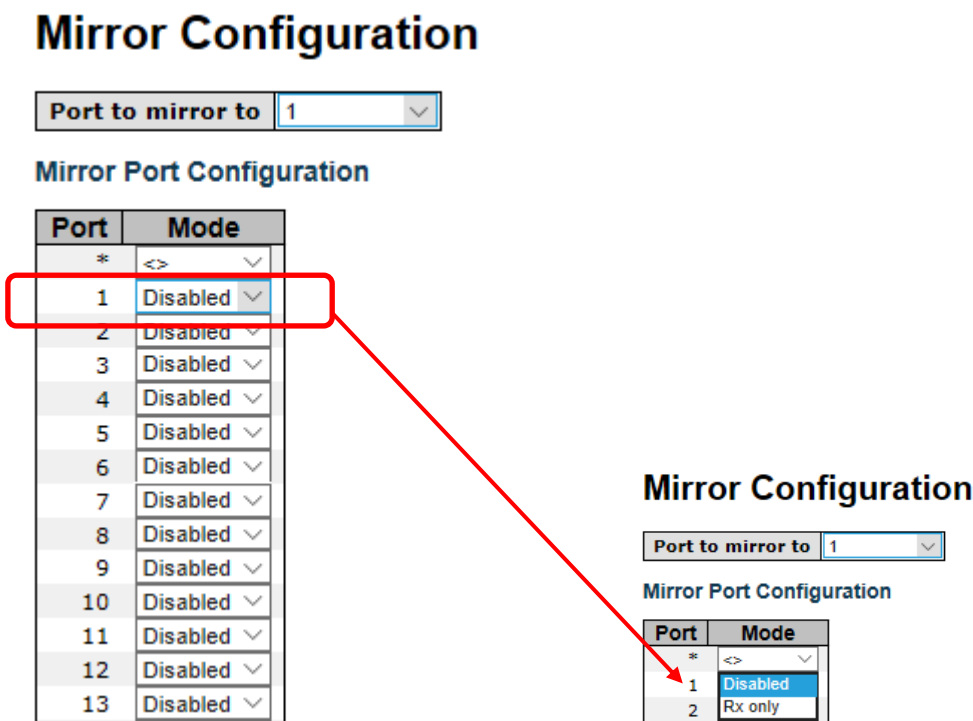 Mirror Configuration
Port to mirror to 1
Mirror Port Configuration
Port Mode
* <>
1 Disabled
2 Disabled
3 Disabled
4 Disabled
5 Disabled
6 Disabled
7 Disabled
8 Disabled
9 Disabled
10 Disabled
11 Disabled
12 Disabled
13 Disabled
Mirror Configuration
Port to mirror to 1
Mirror Port Configuration
Port Mode
* <>
1 Disabled
2 Rx only